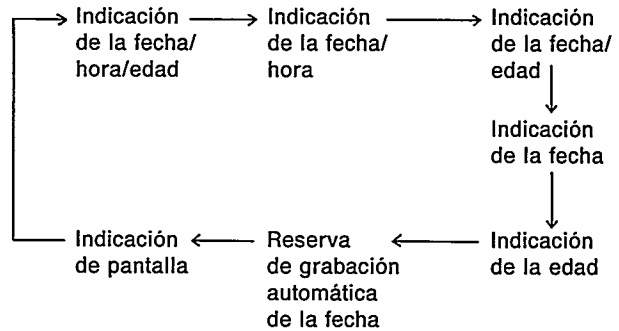 Indicación
de la fecha/
hora/edad
Indicación
de la fecha/
hora
Indicación
de la fecha/
edad
Indicación
de la fecha
Indicación
de la edad
Reserva
de grabación
automática
de la fecha
Indicación
de pantalla